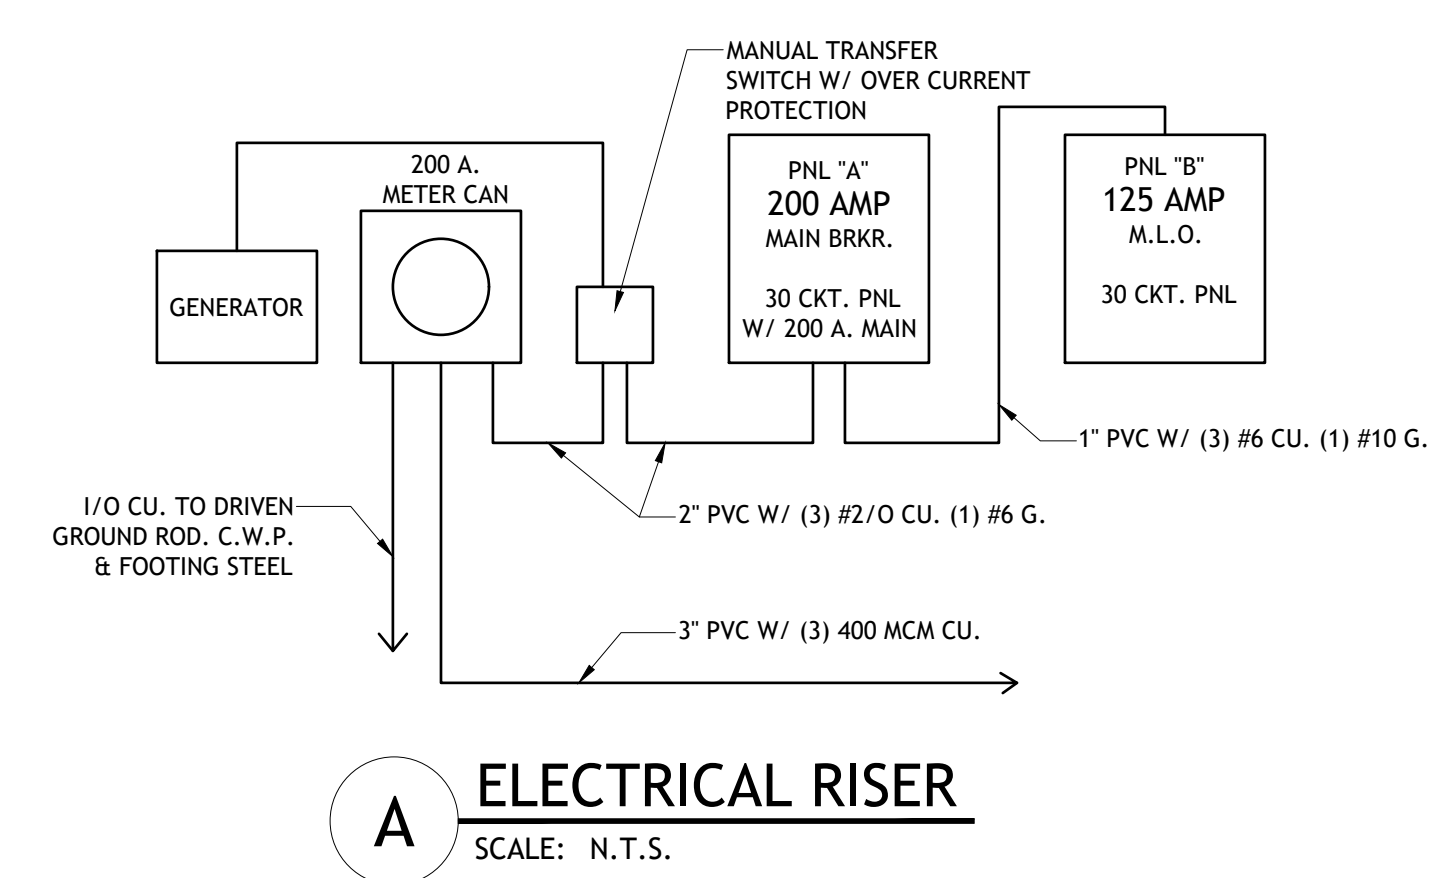 MANUAL TRANSFER
SWITCH W/ OVER CURRENT
PROTECTION
200 A.
METER CAN
GENERATOR
PNL "A"
200 AMP
MAIN BRKR.
30 CKT. PNL
W/ 200 A. MAIN
PNL "B"
125 AMP
M.L.O.
30 CKT. PNL
1" PVC W/ (3) #6 CU. (1) #10 G.
I/O CU. TO DRIVEN
GROUND ROD. C.W.P.
& FOOTING STEEL
2" PVC W/ (3) #2/O CU. (1) #6 G.
3" PVC W/ (3) 400 MCM CU.
A
ELECTRICAL RISER
SCALE: N.T.S.